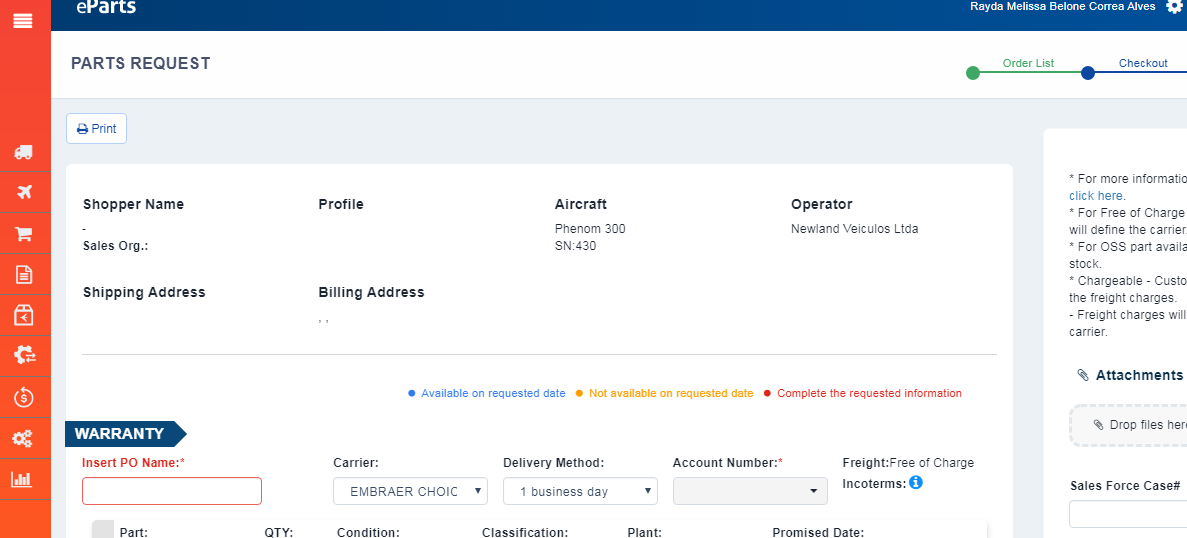 eParts
Rayda Melissa Belone Correa Alves
PARTS REQUEST
Order List
Checkout
Print
Shopper Name
Profile
Aircraft
Operator
-
Phenom 300
Newland Veiculos Ltda
Sales Org.:
SN:430
Shipping Address
Billing Address
, ,
Available on requested date
Not available on requested date
Complete the requested information
WARRANTY
Insert PO Name:*
Carrier:
Delivery Method:
Account Number:*
Freight:Free of Charge
EMBRAER CHOIC
1 business day
Incoterms:
Part:
QTY:
Condition:
Classification:
Plant:
Promised Date:
* For more informatio
click here.
* For Free of Charge
will define the carrier.
* For OSS part availa
stock.
* Chargeable - Custo
the freight charges.
- Freight charges will
carrier.
Attachments
Drop files here
Sales Force Case#